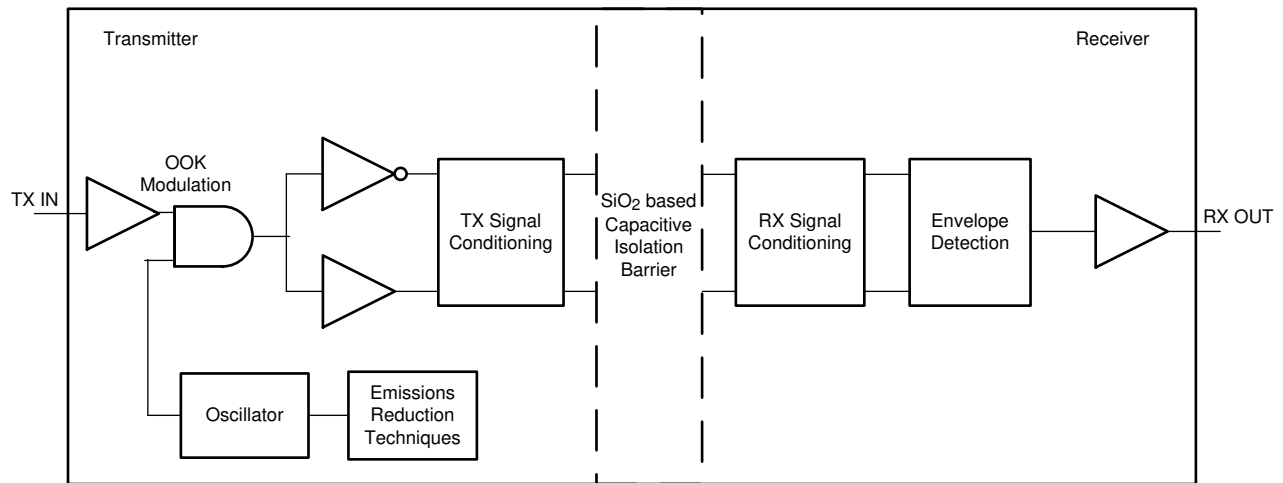 Transmitter
Receiver
OOK
Modulation
TX IN
TX Signal
Conditioning
SiO2 based
Capacitive
Isolation
Barrier
RX Signal
Conditioning
Envelope
Detection
RX OUT
Oscillator
Emissions
Reduction
Techniques